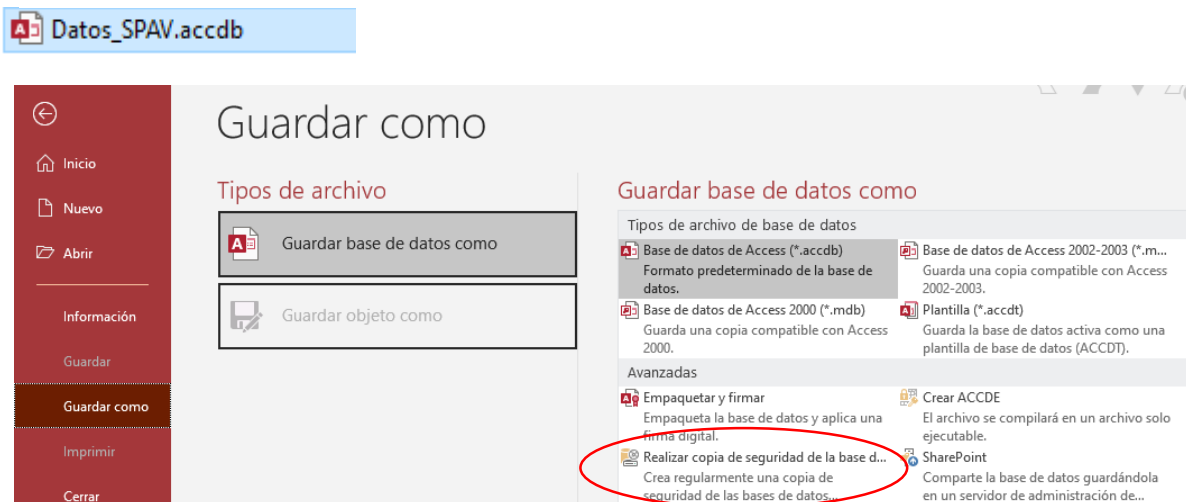 Datos_SPAV.accdb
Guardar como
Inicio
Nuevo
Abrir
Información
Guardar
Guardar como
Imprimir
Cerrar
Tipos de archivo
Guardar base de datos como
Guardar objeto como
Guardar base de datos como
Tipos de archivo de base de datos
Base de datos de Access (*.accdb)
Formato predeterminado de la base de
datos.
Base de datos de Access 2002-2003 (*.m...
Guarda una copia compatible con Access
2002-2003.
Base de datos de Access 2000 (*.mdb)
Guarda una copia compatible con Access
2000.
Plantilla (*.accdt)
Guarda la base de datos activa como una
plantilla de base de datos (ACCDT).
Avanzadas
Empaquetar y firmar
Empaqueta la base de datos y aplica una
firma digital.
Crear ACCDE
El archivo se compilará en un archivo solo
ejecutable.
Realizar copia de seguridad de la base d...
Crea regularmente una copia de
seguridad de las bases de datos...
SharePoint
Comparte la base de datos guardándola
en un servidor de administración de...